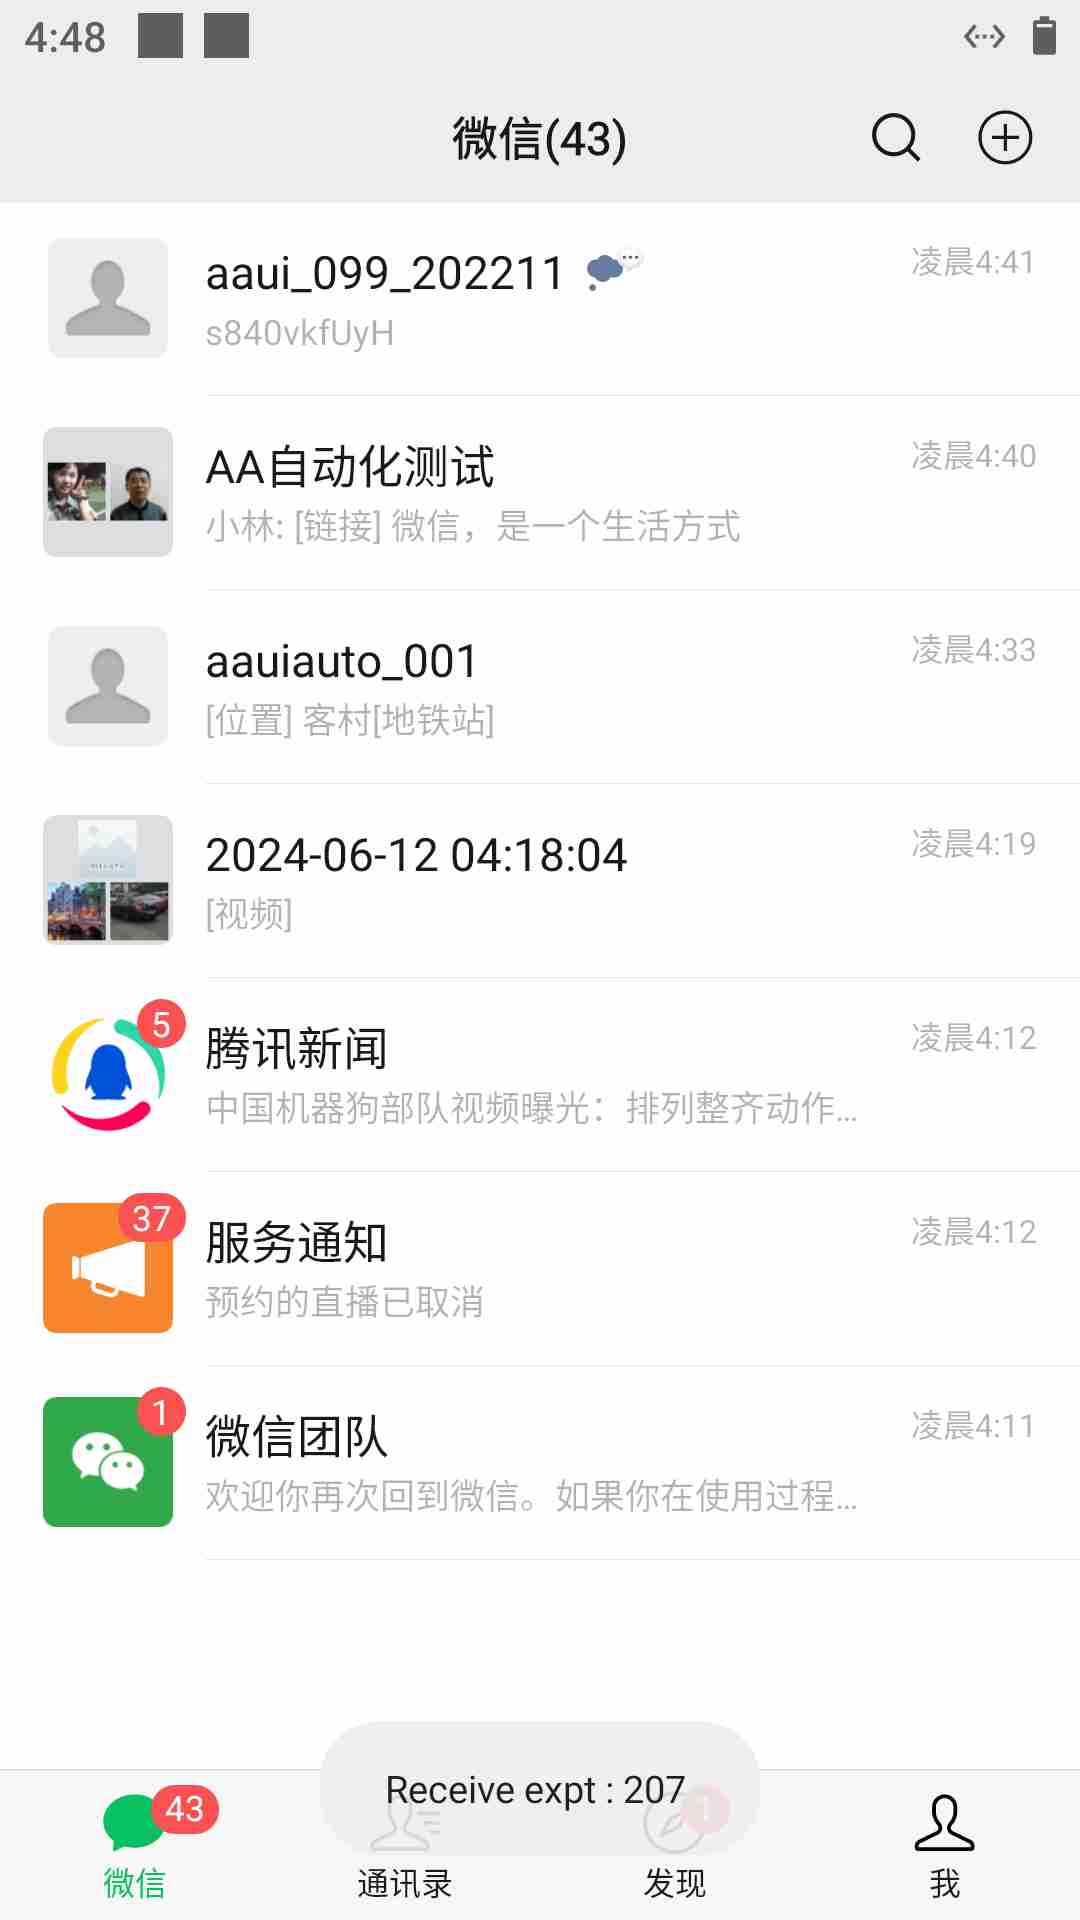 4:48
微信(43)
aaui_099_202211
凌晨4:41
s840vkfUyH
AA自动化测试
凌晨4:40
小林: [链接] 微信，是一个生活方式
aauiauto_001
凌晨4:33
[位置] 客村[地铁站]
2024-06-12 04:18:04
凌晨4:19
[视频]
5
腾讯新闻
凌晨4:12
中国机器狗部队视频曝光：排列整齐动作...
37
服务通知
凌晨4:12
预约的直播已取消
1
微信团队
凌晨4:11
欢迎你再次回到微信。如果你在使用过程...
Receive expt : 207
43
1
微信
通讯录
发现
我